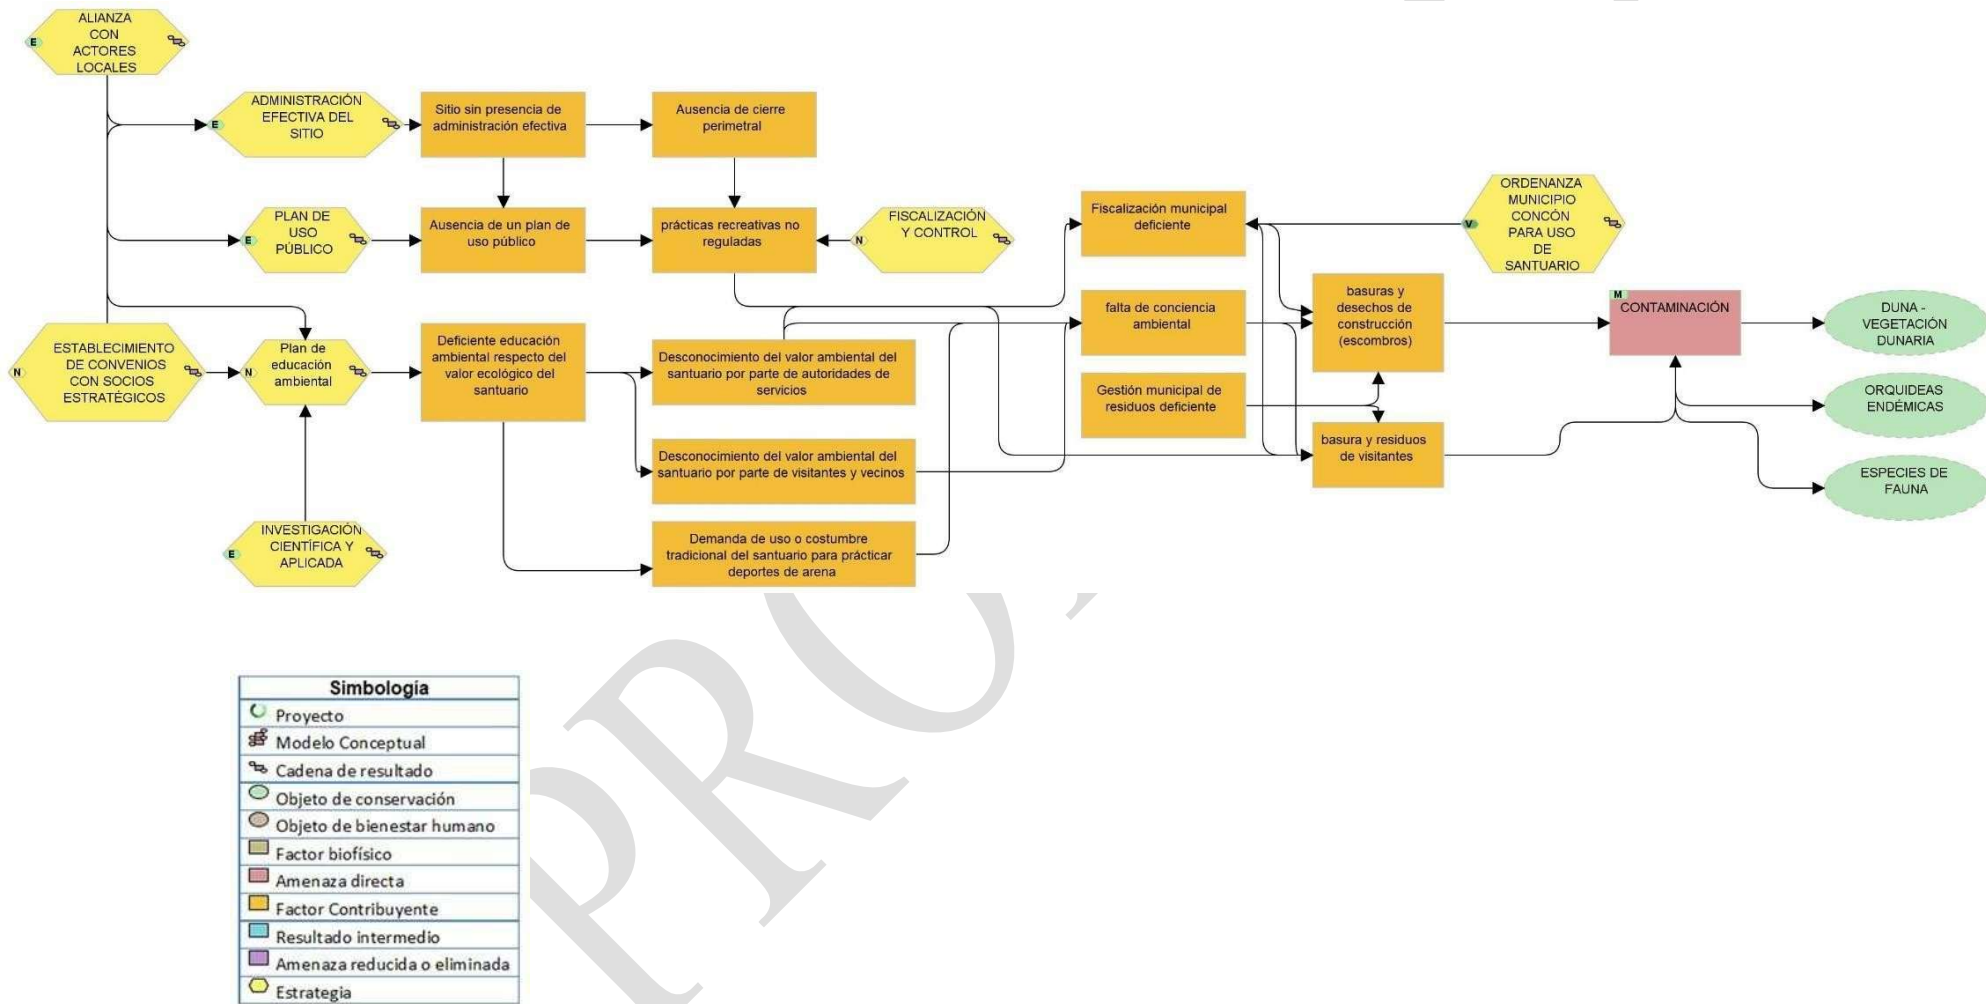 ALIANZA
CON
ACTORES
LOCALES
E
ADMINISTRACIÓN
EFECTIVA DEL
SITIO
E
Sitio sin presencia de
administración efectiva
Ausencia de cierre
perimetral
PLAN DE
USO
PÚBLICO
E
Ausencia de un plan de
uso público
prácticas recreativas no
reguladas
FISCALIZACIÓN
Y CONTROL
N
Fiscalización municipal
deficiente
ORDENANZA
MUNICIPIO
CONCÓN
PARA USO
DE
SANTUARIO
V
ESTABLECIMIENTO
DE CONVENIOS
CON SOCIOS
ESTRATÉGICOS
N
Plan de
educación
ambiental
N
Deficiente educación
ambiental respecto del
valor ecológico del
santuario
Desconocimiento del valor ambiental del
santuario por parte de autoridades de
servicios
falta de conciencia
ambiental
basuras y
desechos de
construcción
(escombros)
M
CONTAMINACIÓN
DUNA -
VEGETACIÓN
DUNARIA
Gestión municipal de
residuos deficiente
ORQUIDEAS
ENDÉMICAS
Desconocimiento del valor ambiental del
santuario por parte de visitantes y vecinos
basura y residuos
de visitantes
ESPECIES DE
FAUNA
INVESTIGACIÓN
CIENTÍFICA Y
APLICADA
E
Demanda de uso o costumbre
tradicional del santuario para prácticar
deportes de arena
Simbología
Proyecto
Modelo Conceptual
Cadena de resultado
Objeto de conservación
Objeto de bienestar humano
Factor biofísico
Amenaza directa
Factor Contribuyente
Resultado intermedio
Amenaza reducida o eliminada
Estrategia